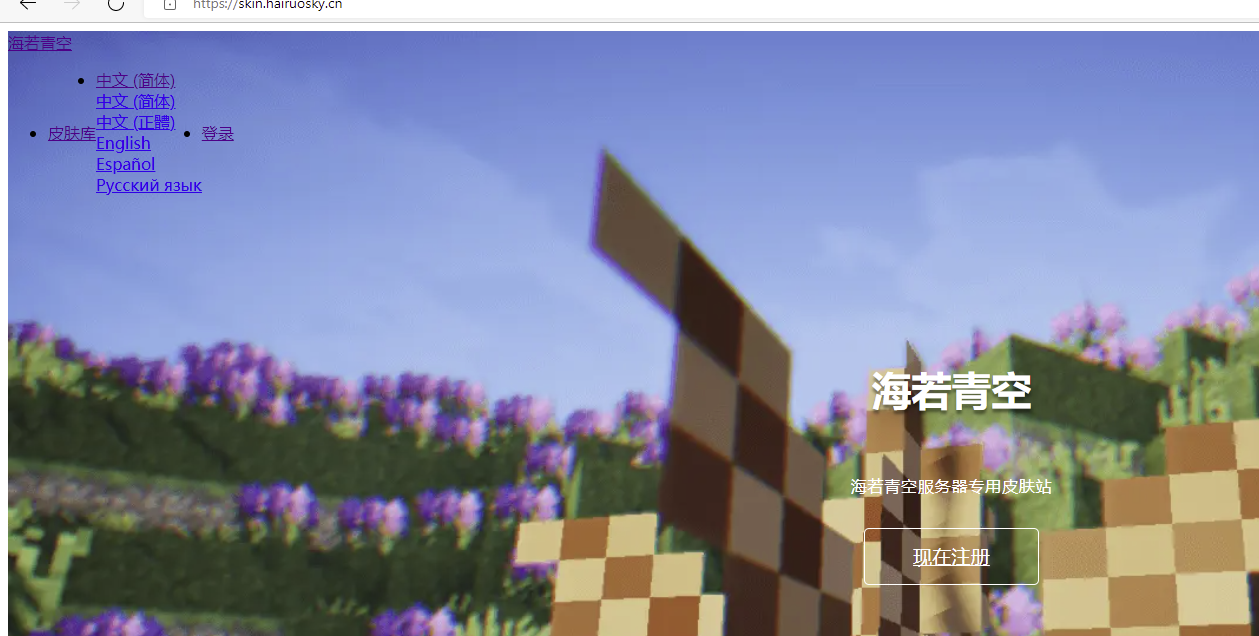 https://skin.hairuosky.cn
海若青空
中文 (简体)
中文 (简体)
中文 (正體)
皮肤库
登录
English
Español
Русский язык
海若青空
海若青空服务器专用皮肤站
现在注册